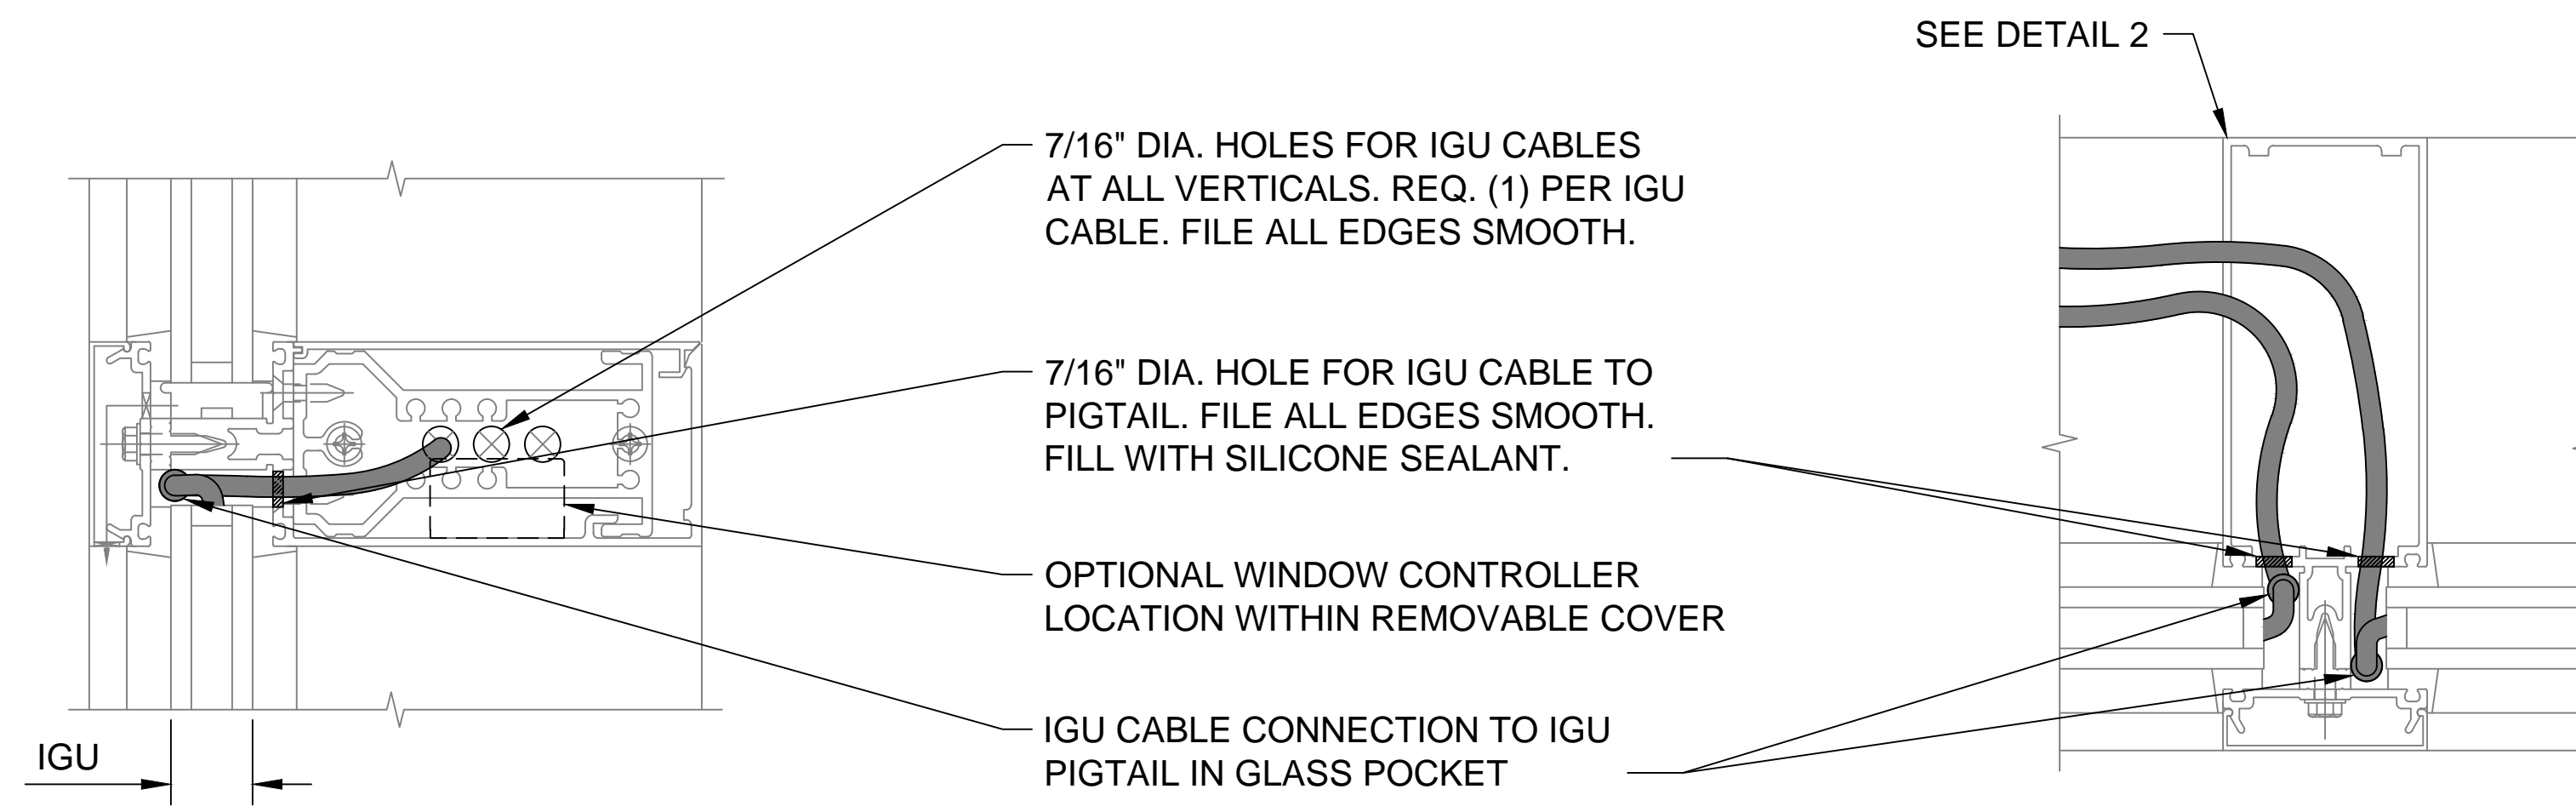 SEE DETAIL 2
7/16" DIA. HOLES FOR IGU CABLES
AT ALL VERTICALS. REQ. (1) PER IGU
CABLE. FILE ALL EDGES SMOOTH.
7/16" DIA. HOLE FOR IGU CABLE TO
PIGTAIL. FILE ALL EDGES SMOOTH.
FILL WITH SILICONE SEALANT.
OPTIONAL WINDOW CONTROLLER
LOCATION WITHIN REMOVABLE COVER
IGU CABLE CONNECTION TO IGU
PIGTAIL IN GLASS POCKET
IGU